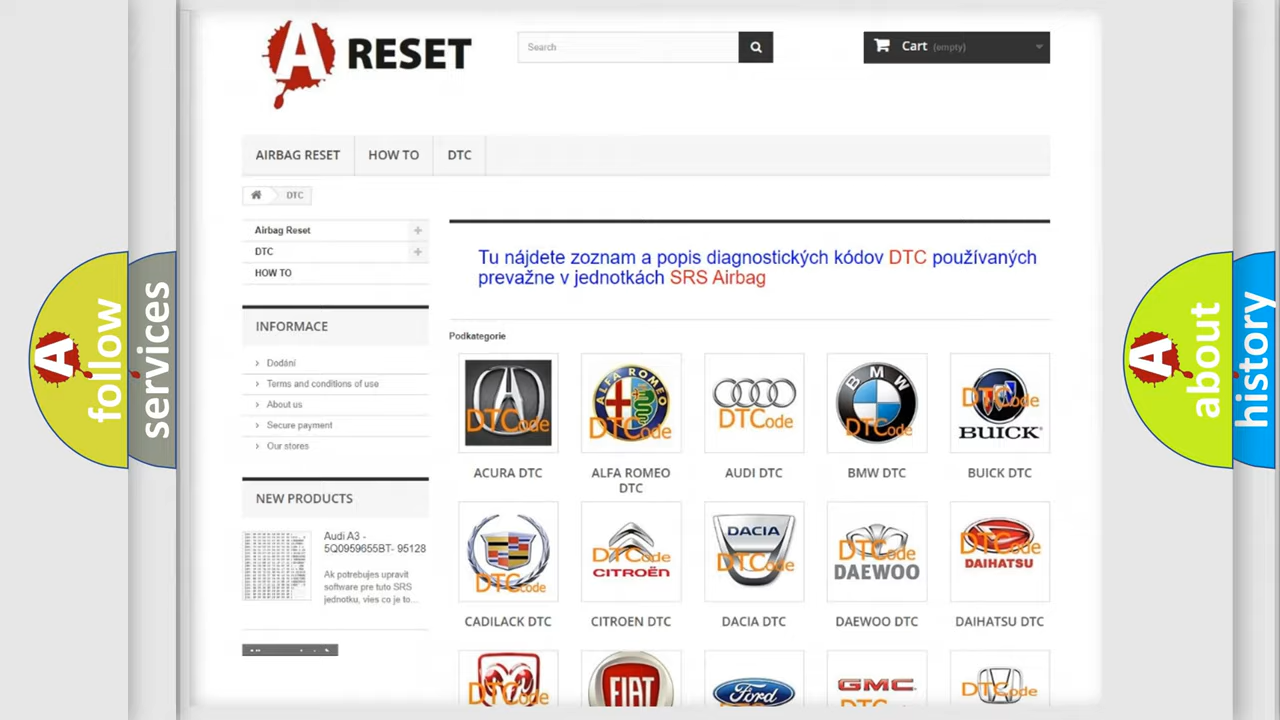 A RESET
Search
Cart (empty)
AIRBAG RESET
HOW TO
DTC
DTC
Airbag Reset
DTC
HOW TO
INFORMACE
Dodání
Terms and conditions of use
About us
Secure payment
Our stores
NEW PRODUCTS
Audi A3 -
5Q0959655BT- 95128
Ak potrebujes upravit
software pre tuto SRS
jednotku, vies co je to...
Tu nájdete zoznam a popis diagnostických kódov DTC používaných
prevažne v jednotkách SRS Airbag
Podkategorie
DTCode
ALFA ROMEO
DTCode
DTCode
BMW
DTCode
DTCode
BUICK
ACURA DTC
ALFA ROMEO
DTC
AUDI DTC
BMW DTC
BUICK DTC
DTCode
DTCode
CITROËN
DACIA
DTCode
DTCode
DAEWOO
DTCode
DAIHATSU
CADILACK DTC
CITROEN DTC
DACIA DTC
DAEWOO DTC
DAIHATSU DTC
DTCode
FIAT
Ford
GMC
DTCode
A follow
services
A about
history